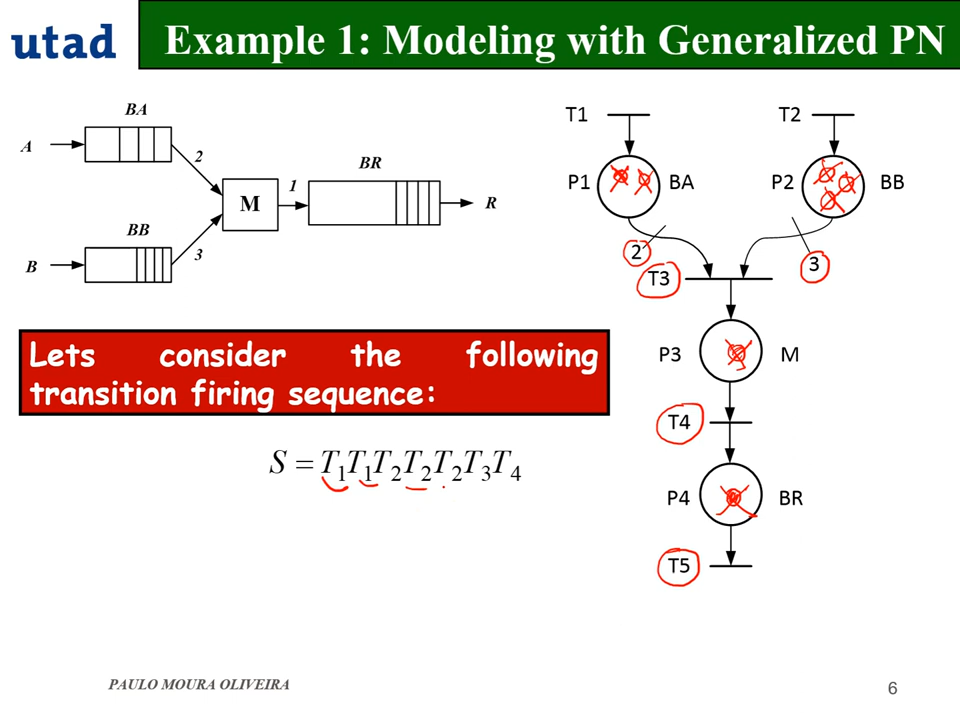 utad
Example 1: Modeling with Generalized PN
BA
A
2
BR
M
1
R
BB
B
3
T1
T2
P1
BA
P2
BB
2
3
T3
P3
M
T4
P4
BR
T5
Lets consider the following
transition firing sequence:
S = T₁T₁T₂T₂T₂T₃T₄
PAULO MOURA OLIVEIRA
6